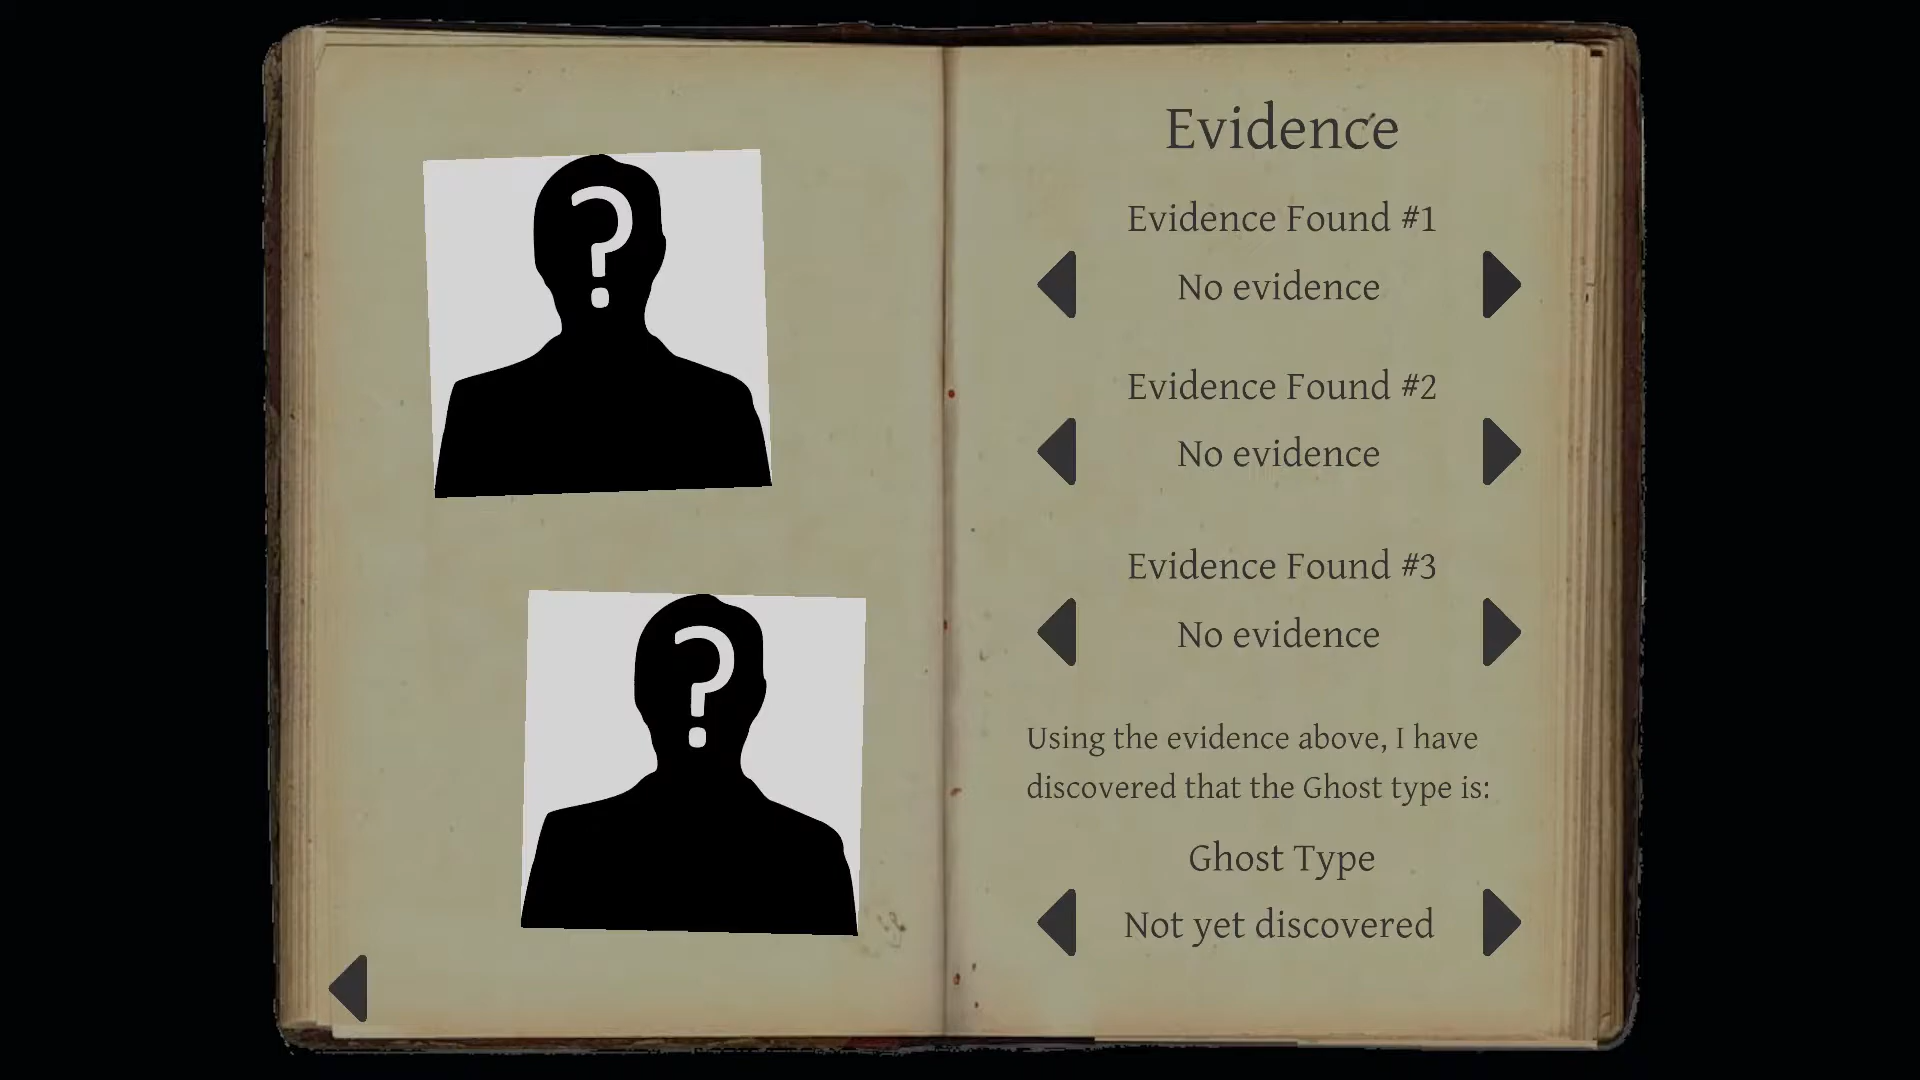 ?
?
Evidence
Evidence Found #1
No evidence
Evidence Found #2
No evidence
Evidence Found #3
No evidence
Using the evidence above, I have
discovered that the Ghost type is:
Ghost Type
Not yet discovered